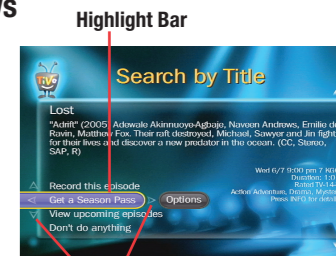 Highlight Bar
TiVo
Search by Title
Lost
"Adrift" (2005) Adewale Akinnuoye-Agbaje, Naveen Andrews, Emilie de
Ravin, Matthew Fox. Their raft destroyed, Michael, Sawyer and Jin fight
for their lives and discover a new predator in the ocean. (CC, Stereo,
SAP, R)
Wed 6/7 9:00 pm 7
Duration: 1:0
Rated TV-14
Action Adventure, Drama,
Press INFO for
Record this episode
Get a Season Pass
Options
View upcoming episodes
Don't do anything